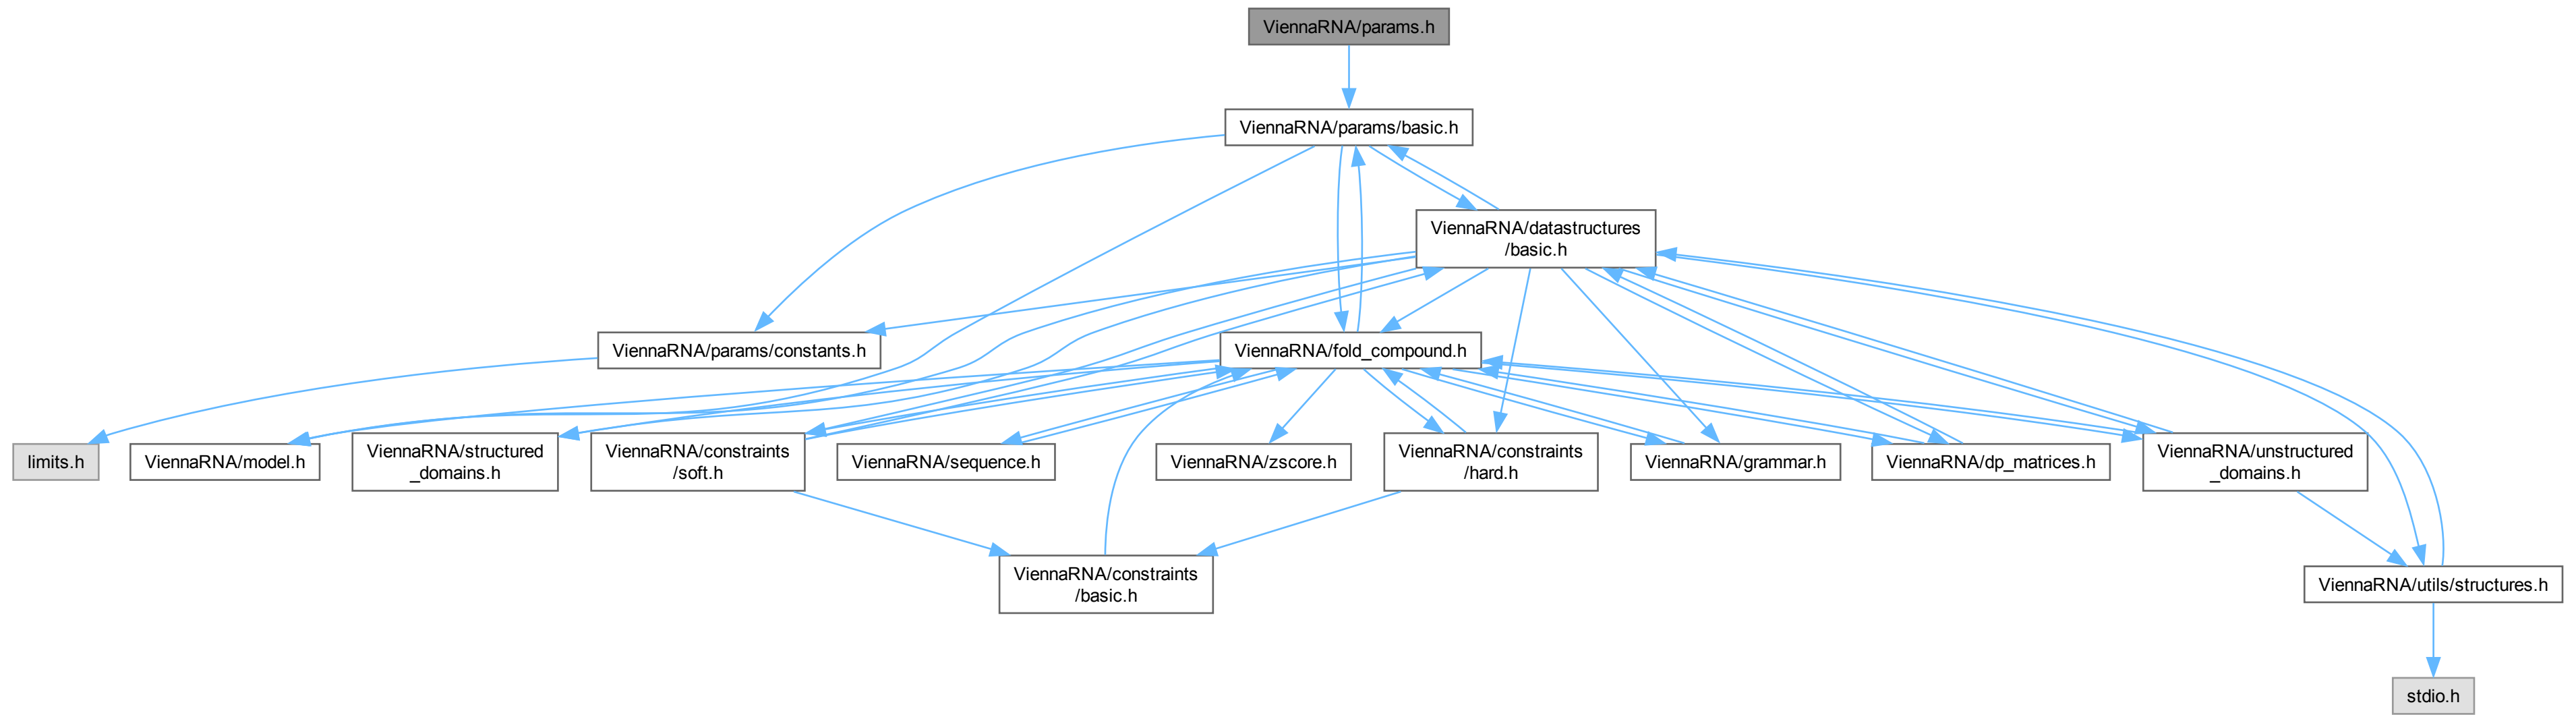 ViennaRNA/params.h
ViennaRNA/params/basic.h
ViennaRNA/datastructures
/basic.h
ViennaRNA/params/constants.h
ViennaRNA/fold_compound.h
limits.h
ViennaRNA/model.h
ViennaRNA/structured
_domains.h
ViennaRNA/constraints
/soft.h
ViennaRNA/sequence.h
ViennaRNA/zscore.h
ViennaRNA/constraints
/hard.h
ViennaRNA/grammar.h
ViennaRNA/dp_matrices.h
ViennaRNA/unstructured
_domains.h
ViennaRNA/constraints
/basic.h
ViennaRNA/utils/structures.h
stdio.h